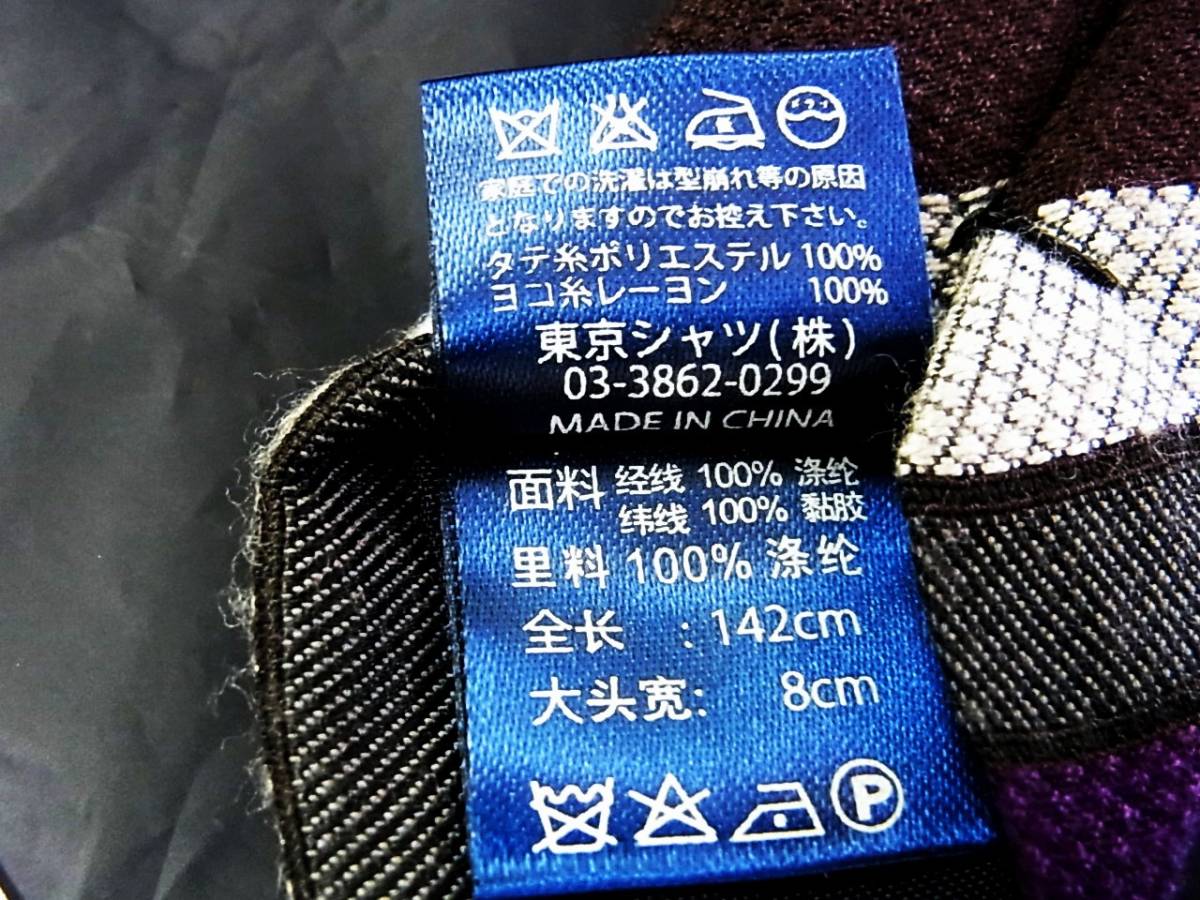 ドライ
家庭での洗濯は型崩れ等の原因
となりますのでお控え下さい。
タテ糸ポリエステル 100%
ヨコ糸レーヨン 100%
東京シャツ(株)
03-3862-0299
MADE IN CHINA
面料 经线 100% 涤纶
纬线 100% 黏胶
里料 100% 涤纶
全长 : 142cm
大头宽: 8cm
P